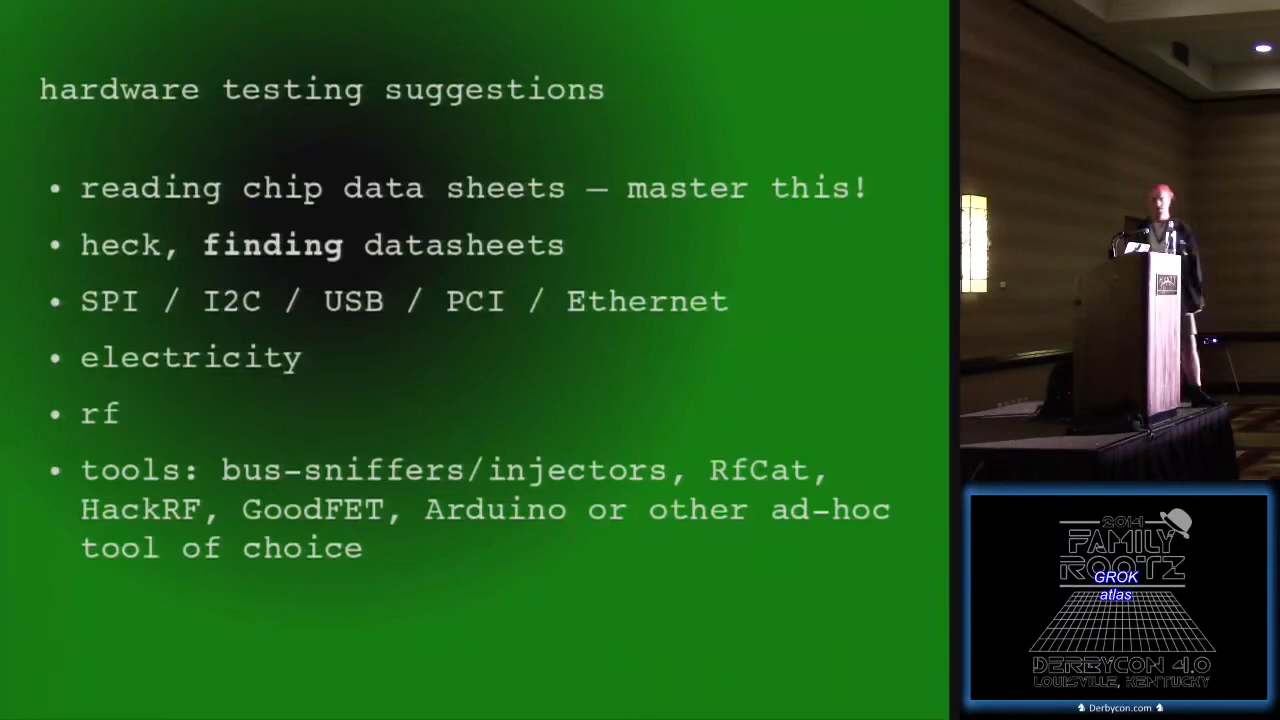 hardware testing suggestions
• reading chip data sheets – master this!
• heck, finding datasheets
• SPI / I2C / USB / PCI / Ethernet
• electricity
• rf
• tools: bus-sniffers/injectors, RfCat,
HackRF, GoodFET, Arduino or other ad-hoc
tool of choice
2014
FAMILY
ROOTZ
GROK
atlas
DERBYCON 4.0
LOUISVILLE, KENTUCKY
Derbycon.com